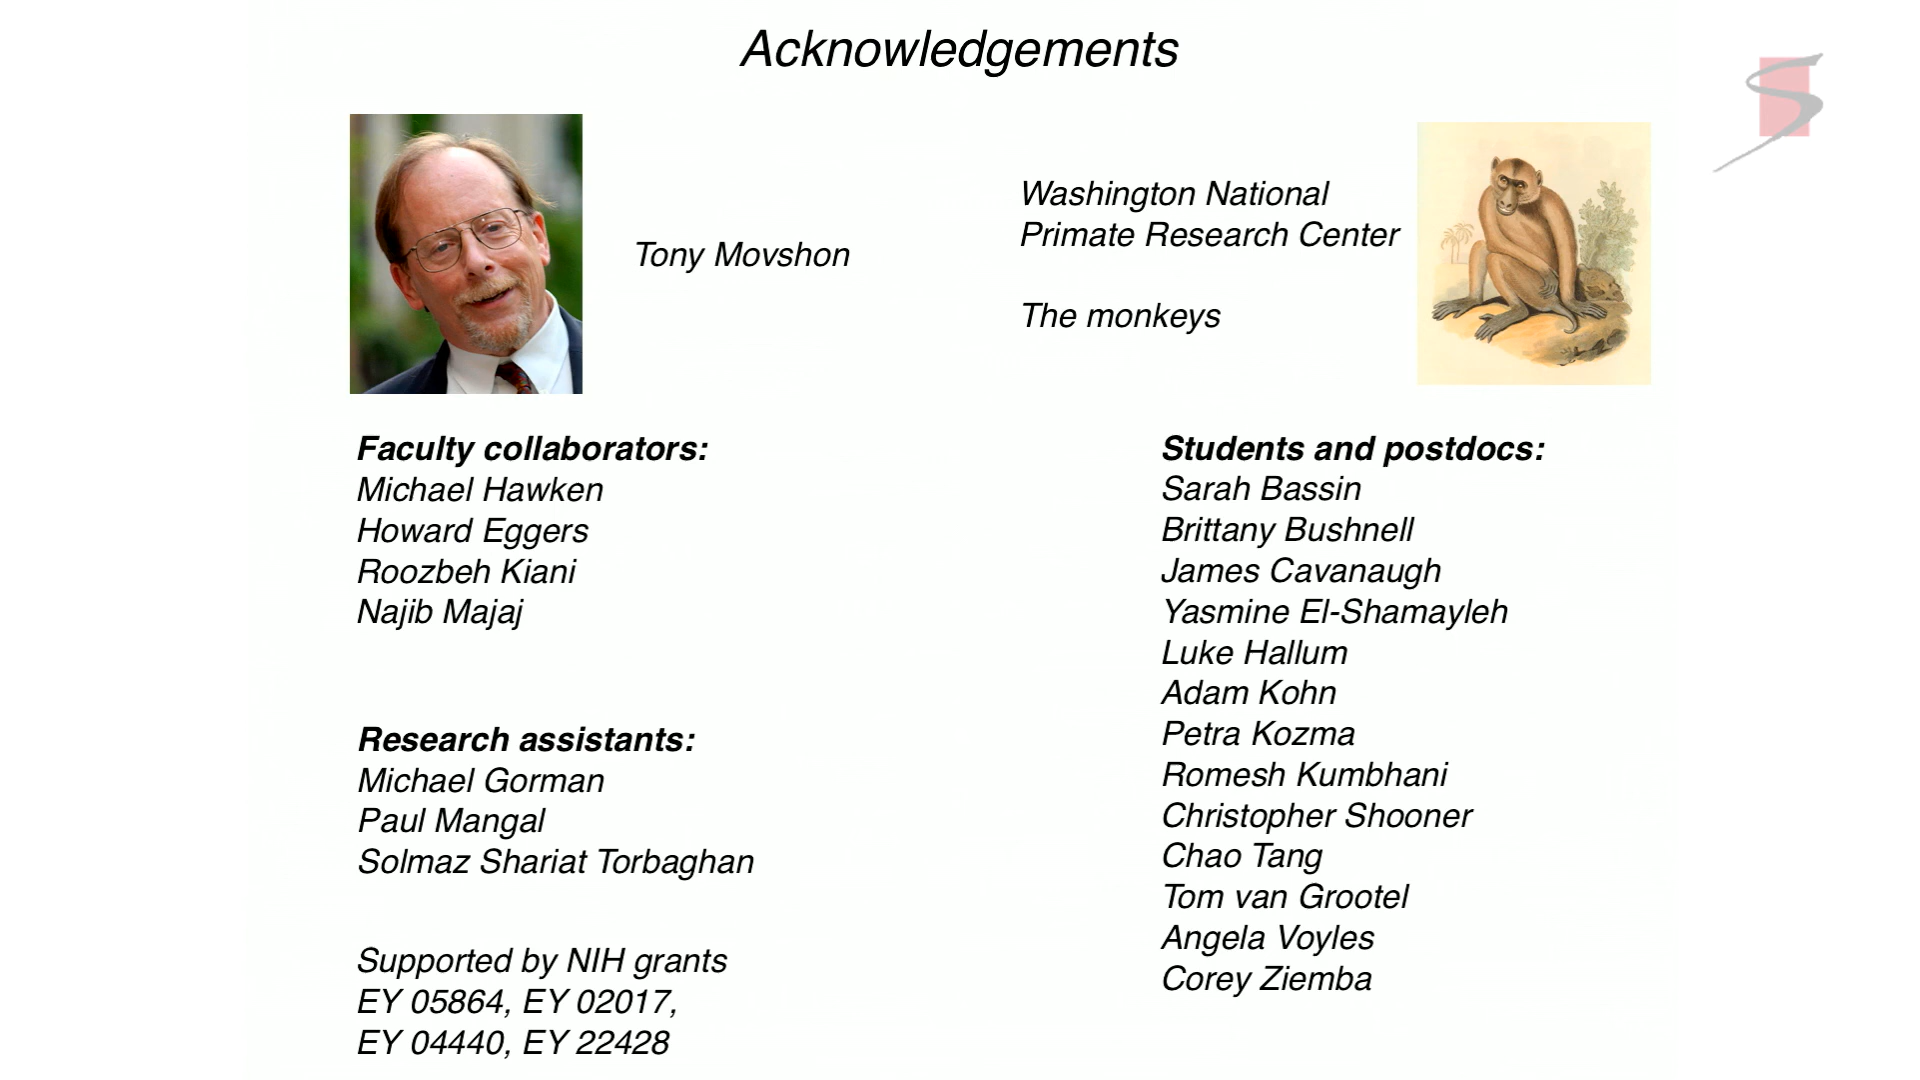 Acknowledgements
Tony Movshon
Washington National
Primate Research Center
The monkeys
Faculty collaborators:
Michael Hawken
Howard Eggers
Roozbeh Kiani
Najib Majaj
Research assistants:
Michael Gorman
Paul Mangal
Solmaz Shariat Torbaghan
Supported by NIH grants
EY 05864, EY 02017,
EY 04440, EY 22428
Students and postdocs:
Sarah Bassin
Brittany Bushnell
James Cavanaugh
Yasmine El-Shamayleh
Luke Hallum
Adam Kohn
Petra Kozma
Romesh Kumbhani
Christopher Shooner
Chao Tang
Tom van Grootel
Angela Voyles
Corey Ziemba